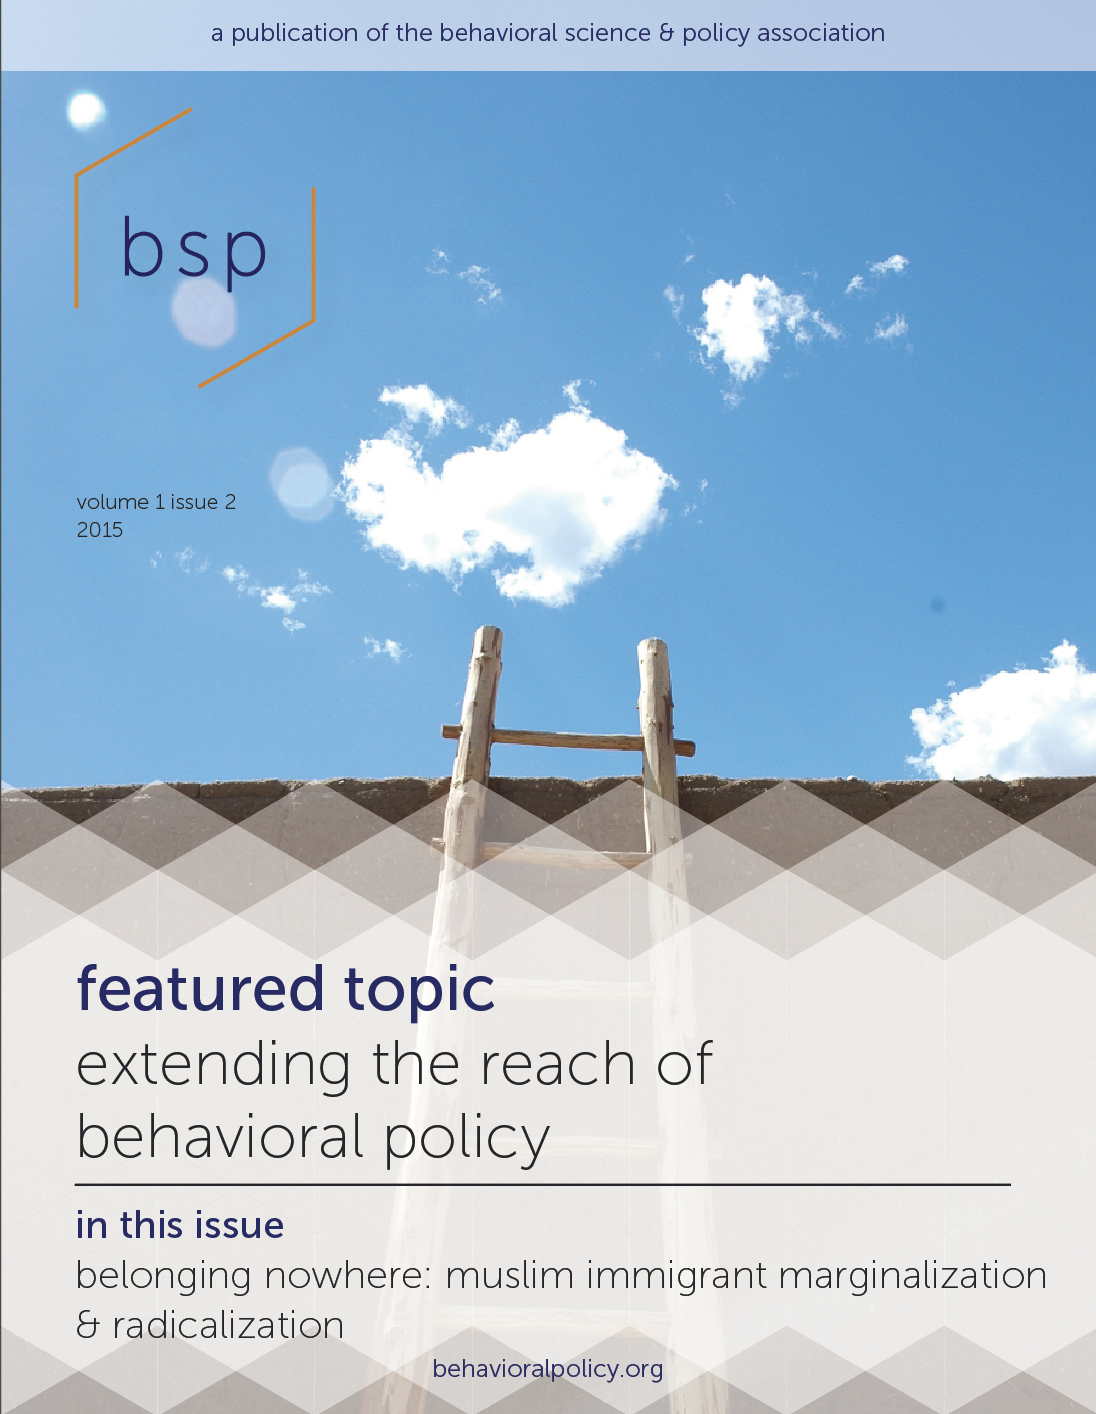 a publication of the behavioral science & policy association
bsp
volume 1 issue 2
2015
featured topic
extending the reach of
behavioral policy
in this issue
belonging nowhere: muslim immigrant marginalization
& radicalization
behavioralpolicy.org